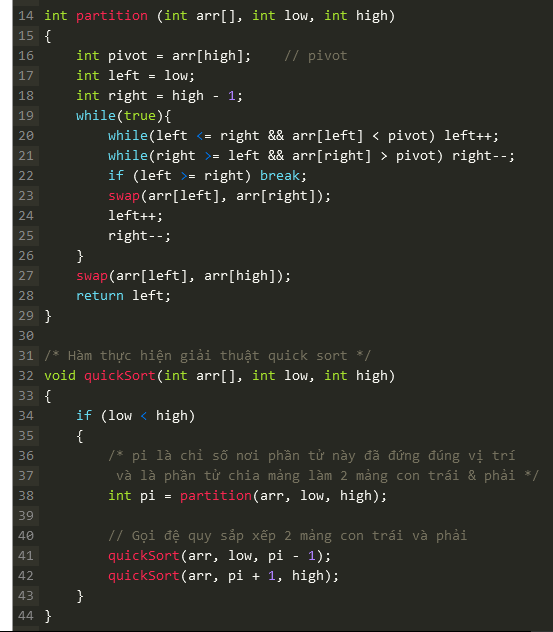 14 int partition (int arr[], int low, int high)
15 {
16     int pivot = arr[high];    // pivot
17     int left = low;
18     int right = high - 1;
19     while(true){
20         while(left <= right && arr[left] < pivot) left++;
21         while(right >= left && arr[right] > pivot) right--;
22         if (left >= right) break;
23         swap(arr[left], arr[right]);
24         left++;
25         right--;
26     }
27     swap(arr[left], arr[high]);
28     return left;
29 }
30
31 /* Hàm thực hiện giải thuật quick sort */
32 void quickSort(int arr[], int low, int high)
33 {
34     if (low < high)
35     {
36         /* pi là chỉ số nơi phần tử này đã đứng đúng vị trí
37          và là phần tử chia mảng làm 2 mảng con trái & phải */
38         int pi = partition(arr, low, high);
39
40         // Gọi đệ quy sắp xếp 2 mảng con trái và phải
41         quickSort(arr, low, pi - 1);
42         quickSort(arr, pi + 1, high);
43     }
44 }